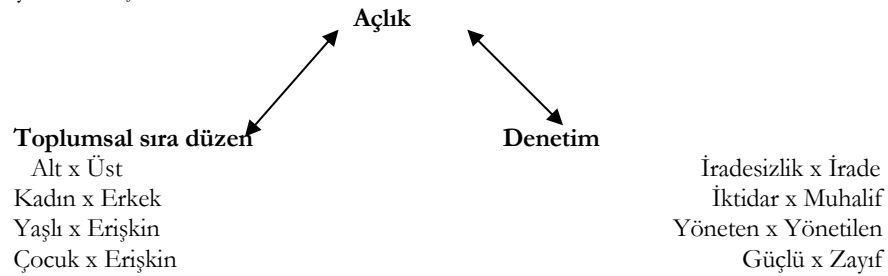 Açlık
Toplumsal sıra düzen Denetim
Alt x Üst İradesizlik x İrade
Kadın x Erkek İktidar x Muhalif
Yaşlı x Erişkin Yöneten x Yönetilen
Çocuk x Erişkin Güçlü x Zayıf